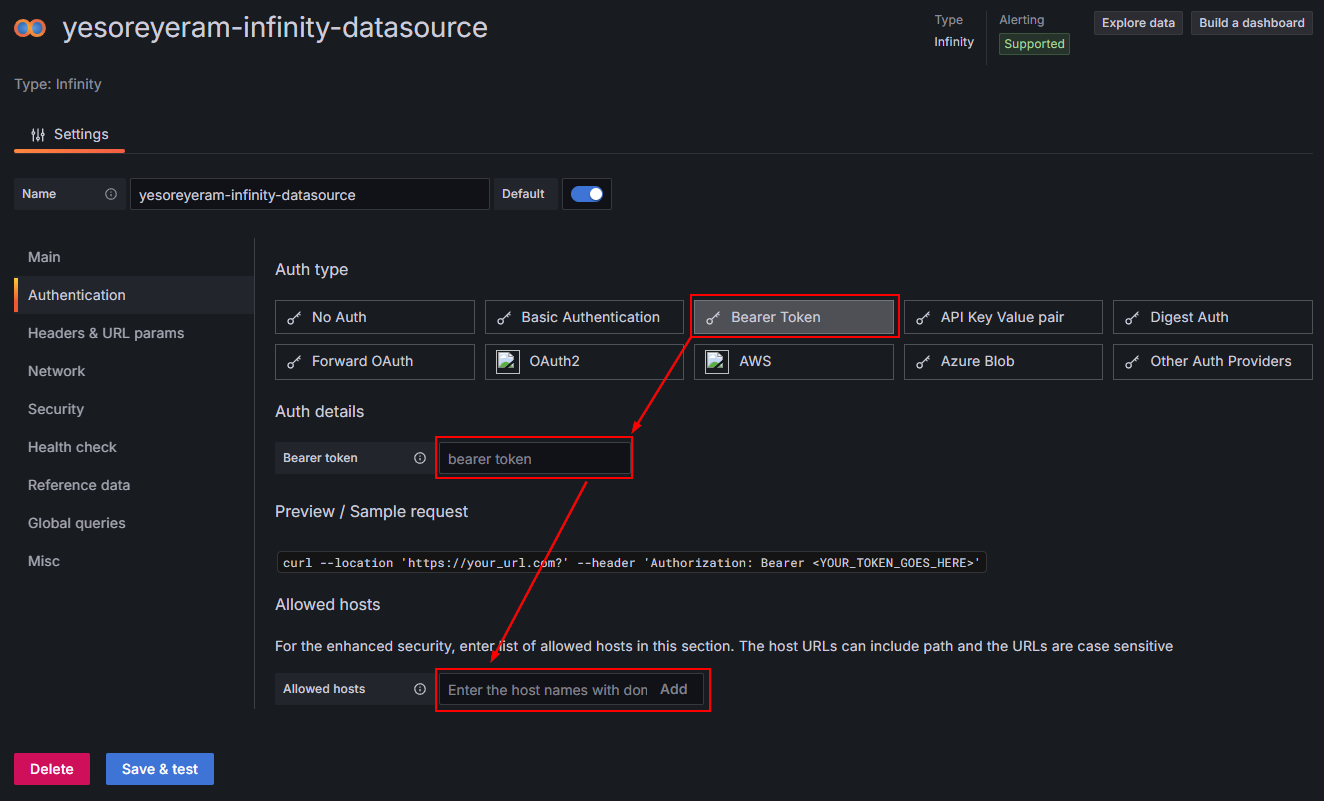 yesoreyeram-infinity-datasource
Type
Infinity
Alerting
Supported
Explore data
Build a dashboard
Type: Infinity
Settings
Name
yesoreyeram-infinity-datasource
Default
Main
Authentication
Headers & URL params
Network
Security
Health check
Reference data
Global queries
Misc
Auth type
No Auth
Basic Authentication
Bearer Token
API Key Value pair
Digest Auth
Forward OAuth
OAuth2
AWS
Azure Blob
Other Auth Providers
Auth details
Bearer token
bearer token
Preview / Sample request
curl --location 'https://your_url.com?' --header 'Authorization: Bearer <YOUR_TOKEN_GOES_HERE>'
Allowed hosts
For the enhanced security, enter list of allowed hosts in this section. The host URLs can include path and the URLs are case sensitive
Allowed hosts
Enter the host names with don
Add
Delete
Save & test